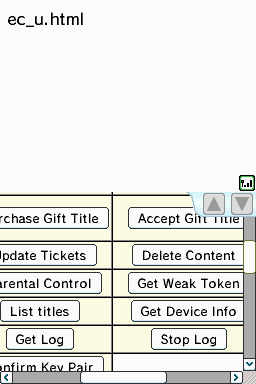 ec_u.html
rchase Gift Title Accept Gift Title
pdate Tickets Delete Content
arental Control Get Weak Token
List titles Get Device Info
Get Log Stop Log
nfirm Key Pair